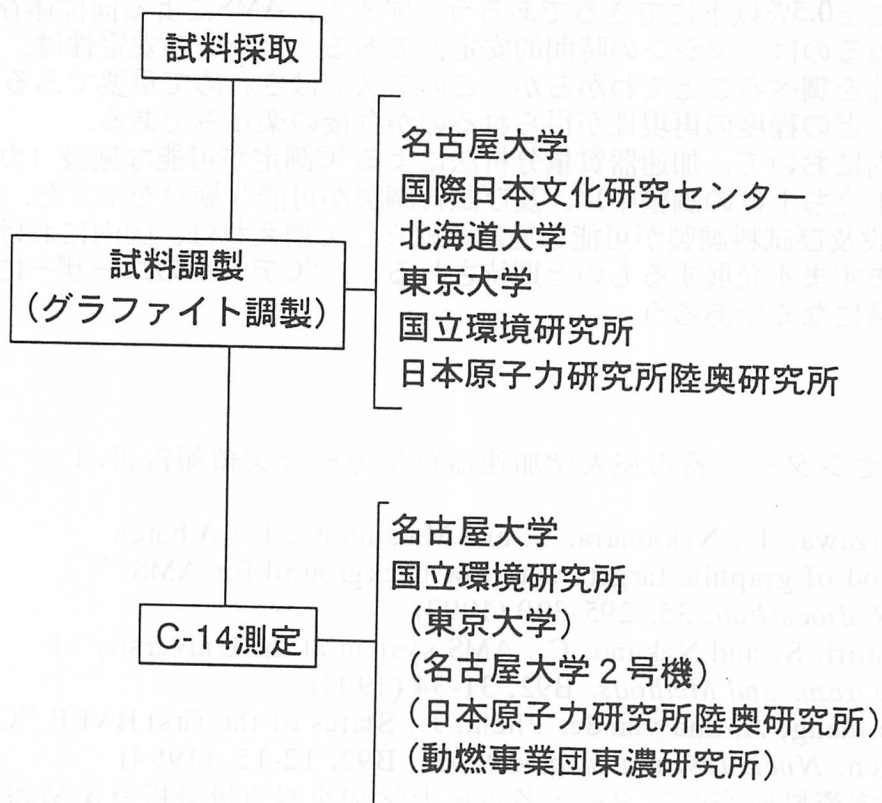 試料採取
試料調製
(グラファイト調製)
名古屋大学
国際日本文化研究センター
北海道大学
東京大学
国立環境研究所
日本原子力研究所陸奥研究所
C-14測定
名古屋大学
国立環境研究所
(東京大学)
(名古屋大学2号機)
(日本原子力研究所陸奥研究所)
(動燃事業団東濃研究所)